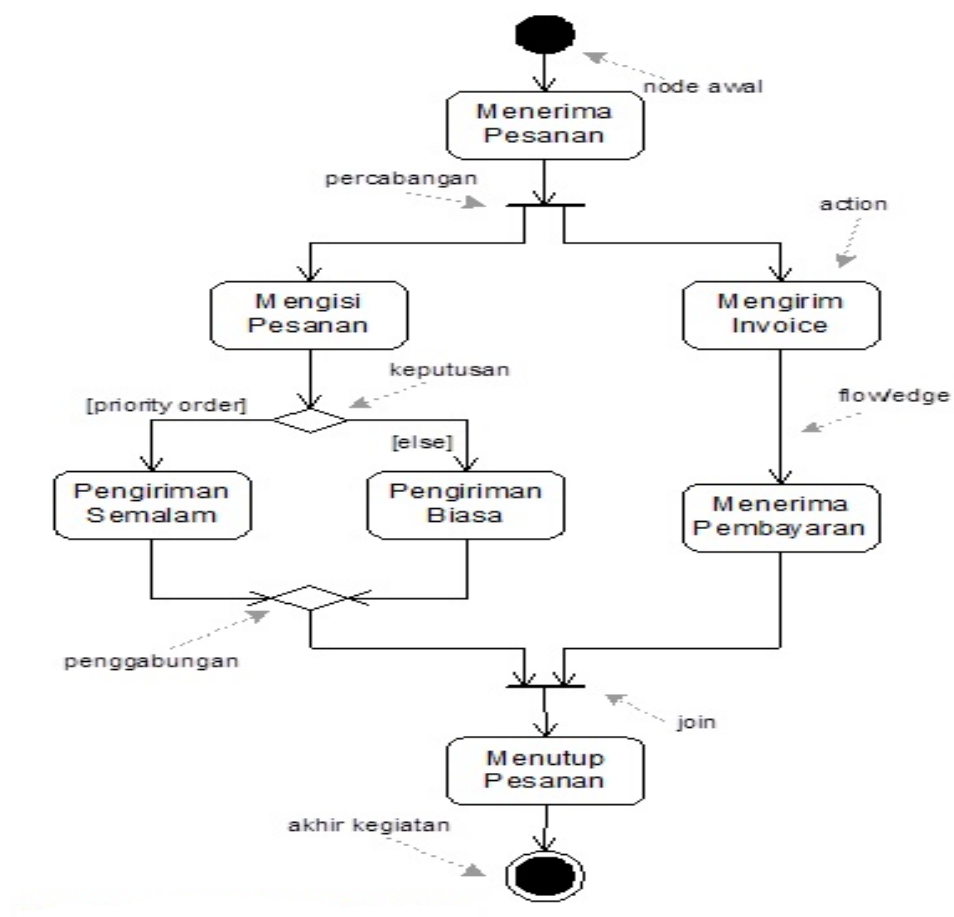 node awal
Menerima
Pesanan
percabangan
action
Mengisi
Pesanan
Mengirim
Invoice
keputusan
[priority order]
[else]
flow/edge
Pengiriman
Semalam
Pengiriman
Biasa
Menerima
Pembayaran
penggabungan
join
Menutup
Pesanan
akhir kegiatan